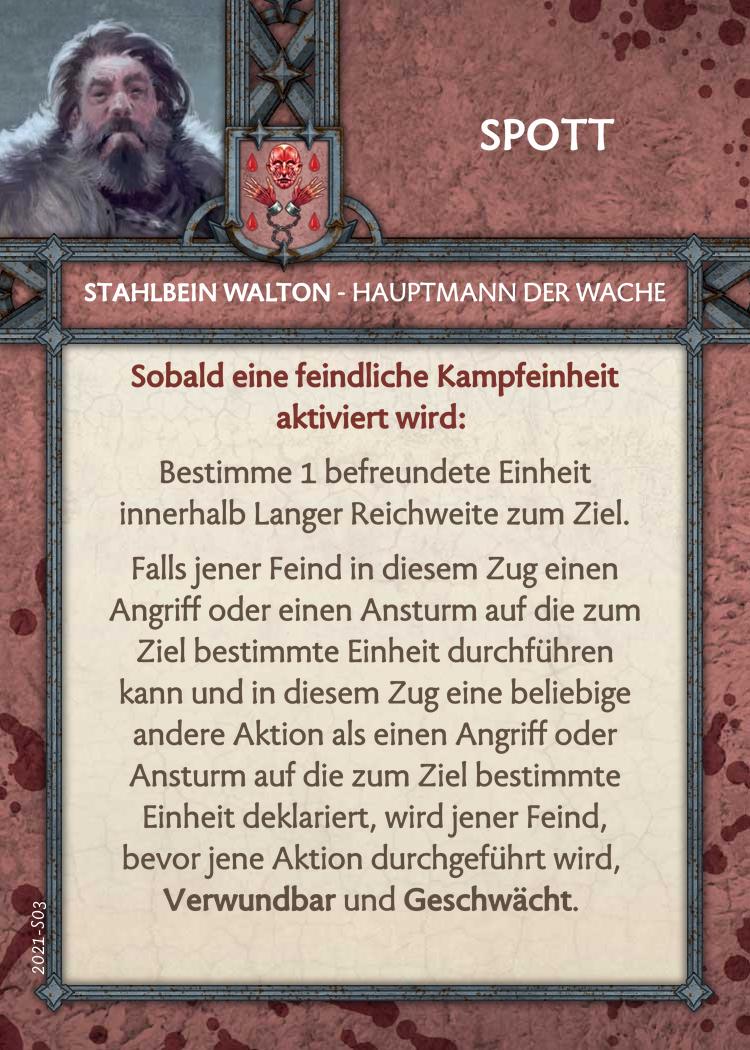 SPOTT
STAHLBEIN WALTON - HAUPTMANN DER WACHE
Sobald eine feindliche Kampfeinheit
aktiviert wird:
Bestimme 1 befreundete Einheit
innerhalb Langer Reichweite zum Ziel.
Falls jener Feind in diesem Zug einen
Angriff oder einen Ansturm auf die zum
Ziel bestimmte Einheit durchführen
kann und in diesem Zug eine beliebige
andere Aktion als einen Angriff oder
Ansturm auf die zum Ziel bestimmte
Einheit deklariert, wird jener Feind,
bevor jene Aktion durchgeführt wird,
Verwundbar und Geschwächt.
2021-S03